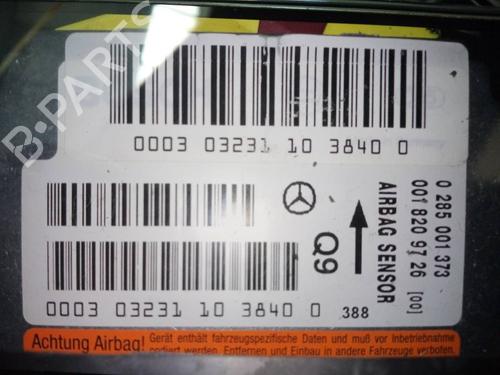 B-PARTS
0003 03231 10 3840 0
0 285 001 373
001 820 97 26 [00]
AIRBAG SENSOR
Q9
0003 03231 10 3840 0
388
Achtung Airbag!
Gerät enthält fahrzeugspezifische Daten und muß vor Inbetriebnahme
codiert werden. Entfernen und Einbau in andere Fahrzeuge verboten.